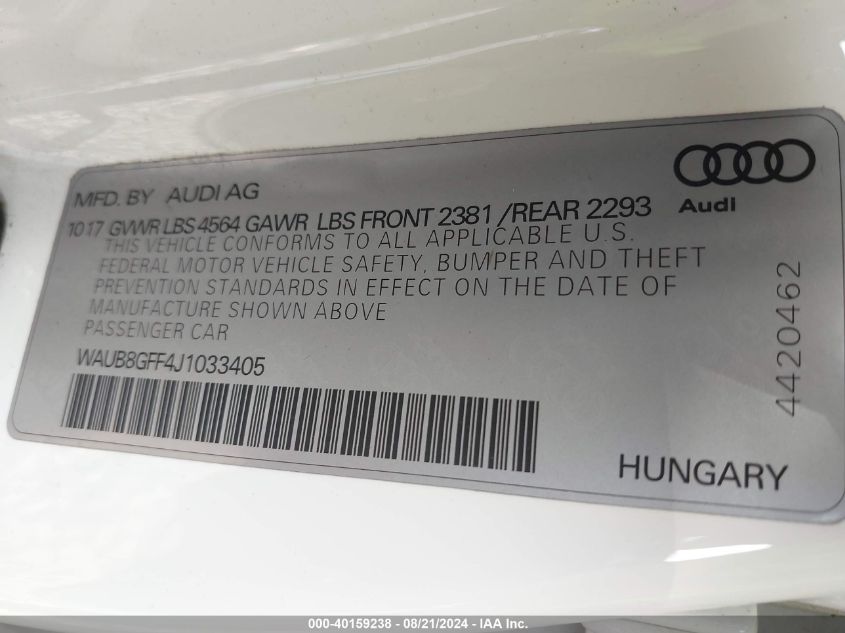 MFD. BY AUDI AG
Audi
10 17 GVWR LBS 4564 GAWR LBS FRONT 2381 /REAR 2293
THIS VEHICLE CONFORMS TO ALL APPLICABLE U.S.
FEDERAL MOTOR VEHICLE SAFETY, BUMPER AND THEFT
PREVENTION STANDARDS IN EFFECT ON THE DATE OF
MANUFACTURE SHOWN ABOVE
PASSENGER CAR
WAUB8GFF4J1033405
4420462
HUNGARY
000-40159238 - 08/21/2024 - IAA Inc.